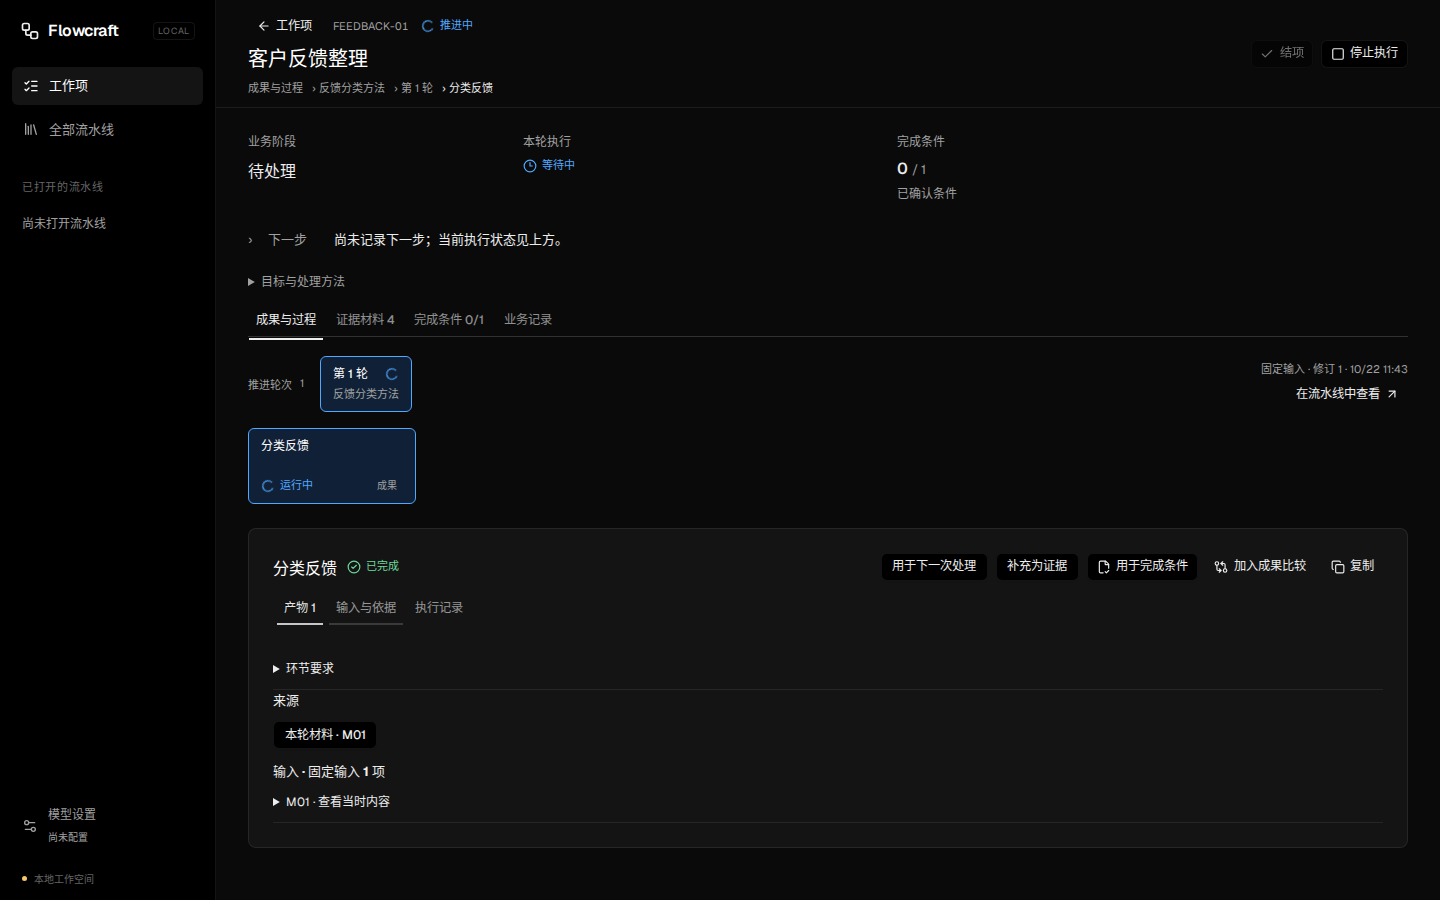 Flowcraft
LOCAL
工作项
全部流水线
已打开的流水线
尚未打开流水线
模型设置
尚未配置
本地工作空间
工作项 FEEDBACK-01 推进中
客户反馈整理
结项 停止执行
成果与过程 › 反馈分类方法 › 第 1 轮 › 分类反馈
业务阶段
待处理
本轮执行
等待中
完成条件
0 / 1
已确认条件
› 下一步 尚未记录下一步；当前执行状态见上方。
目标与处理方法
成果与过程 证据材料 4 完成条件 0/1 业务记录
推进轮次 1
第 1 轮
反馈分类方法
固定输入 · 修订 1 · 10/22 11:43
在流水线中查看
分类反馈
运行中 成果
分类反馈 已完成
用于下一次处理 补充为证据 用于完成条件 加入成果比较 复制
产物 1 输入与依据 执行记录
环节要求
来源
本轮材料 · M01
输入 · 固定输入 1 项
M01 · 查看当时内容